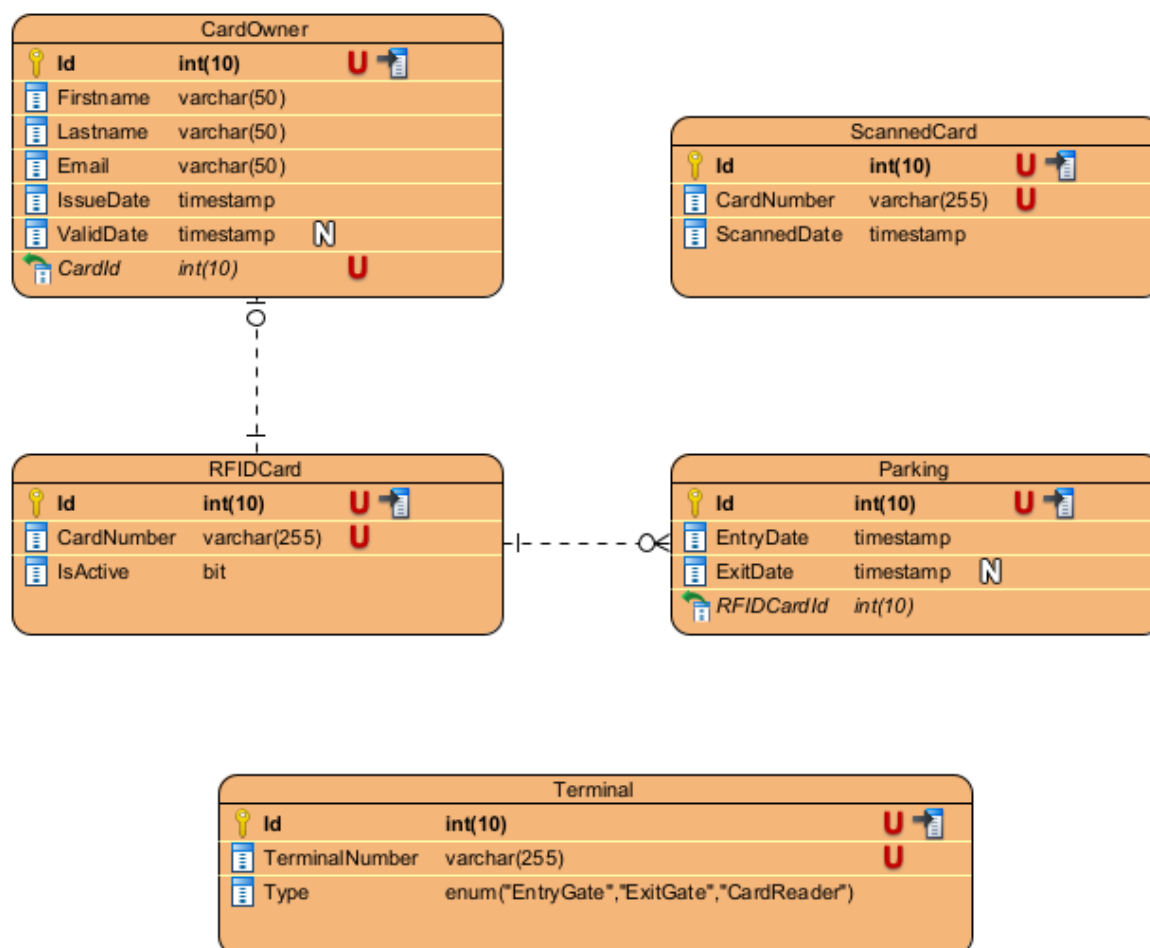 CardOwner
Id int(10) U
Firstname varchar(50)
Lastname varchar(50)
Email varchar(50)
IssueDate timestamp
ValidDate timestamp N
CardId int(10) U
ScannedCard
Id int(10) U
CardNumber varchar(255) U
ScannedDate timestamp
RFIDCard
Id int(10) U
CardNumber varchar(255) U
IsActive bit
Parking
Id int(10) U
EntryDate timestamp
ExitDate timestamp N
RFIDCardId int(10)
Terminal
Id int(10) U
TerminalNumber varchar(255) U
Type enum("EntryGate","ExitGate","CardReader")